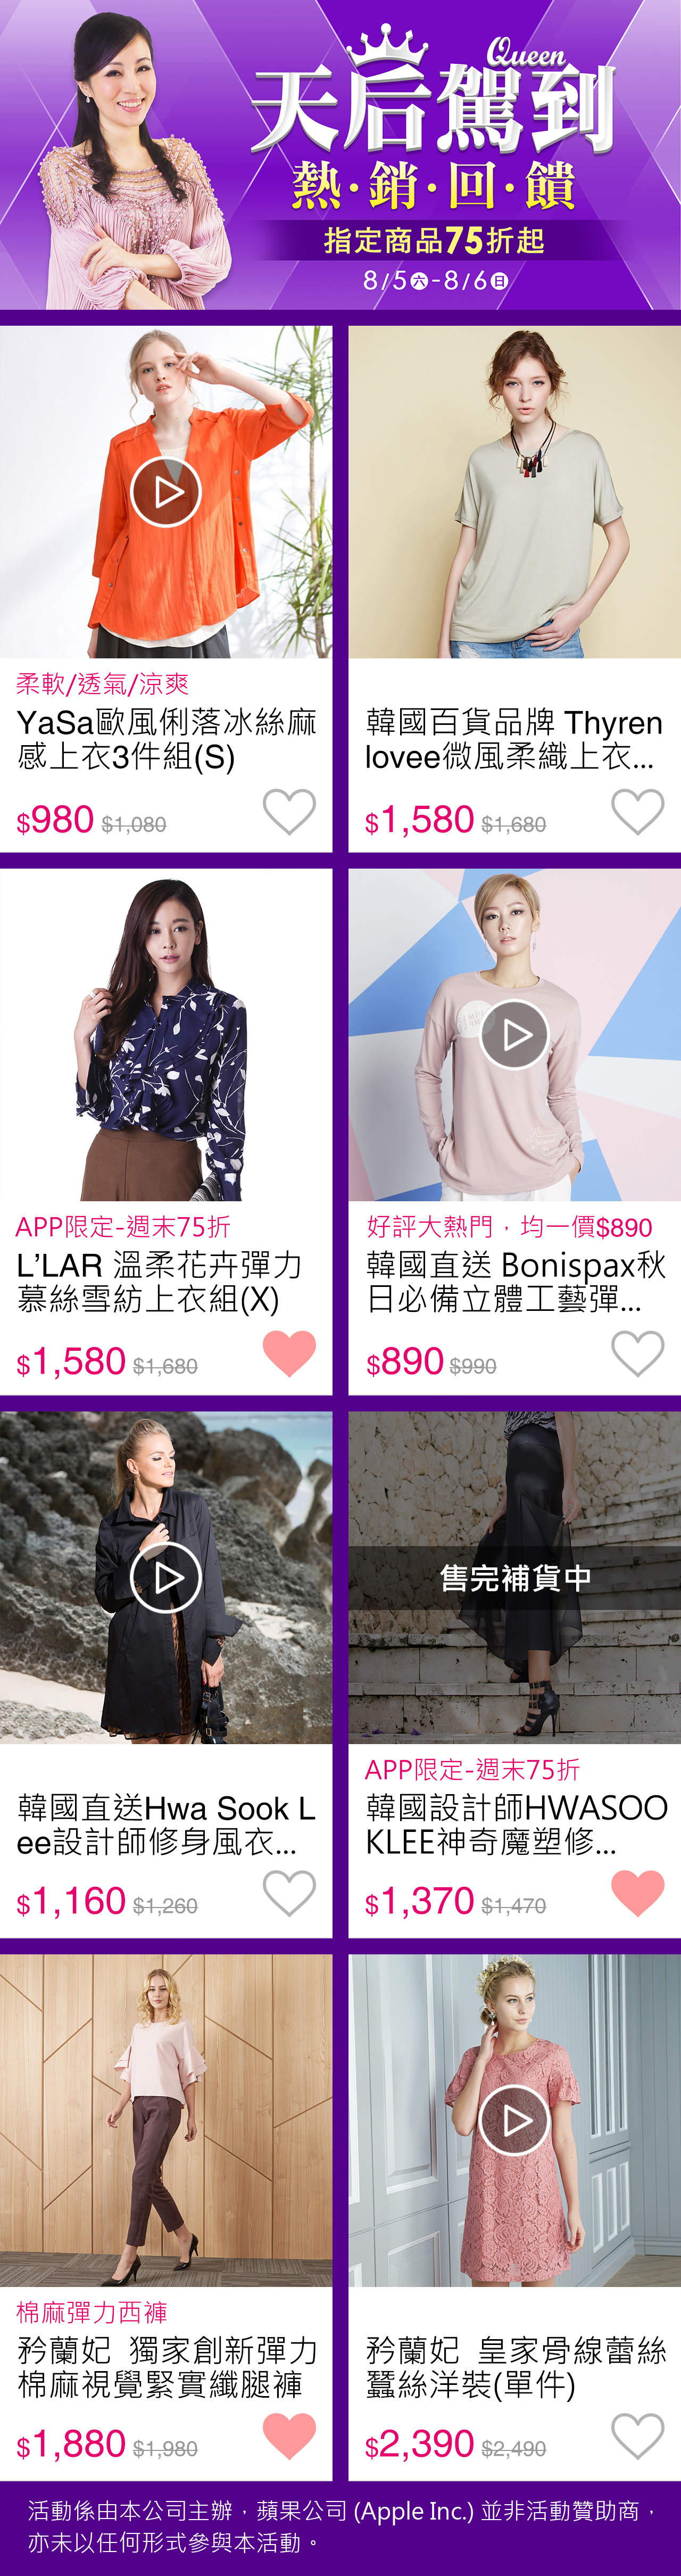 Queen
天后駕到
熱·銷·回·饋
指定商品75折起
8/5六-8/6日
柔軟/透氣/涼爽
YaSa歐風俐落冰絲麻
感上衣3件組(S)
$980 $1,080
韓國百貨品牌 Thyren
lovee微風柔織上衣...
$1,580 $1,680
APP限定-週末75折
L’LAR 溫柔花卉彈力
慕絲雪紡上衣組(X)
$1,580 $1,680
好評大熱門，均一價$890
韓國直送 Bonispax秋
日必備立體工藝彈...
$890 $990
韓國直送Hwa Sook L
ee設計師修身風衣...
$1,160 $1,260
售完補貨中
APP限定-週末75折
韓國設計師HWASOO
KLEE神奇魔塑修...
$1,370 $1,470
棉麻彈力西褲
矜蘭妃 獨家創新彈力
棉麻視覺緊實纖腿褲
$1,880 $1,980
矜蘭妃 皇家骨線蕾絲
蠶絲洋裝(單件)
$2,390 $2,490
活動係由本公司主辦，蘋果公司 (Apple Inc.) 並非活動贊助商，
亦未以任何形式參與本活動。